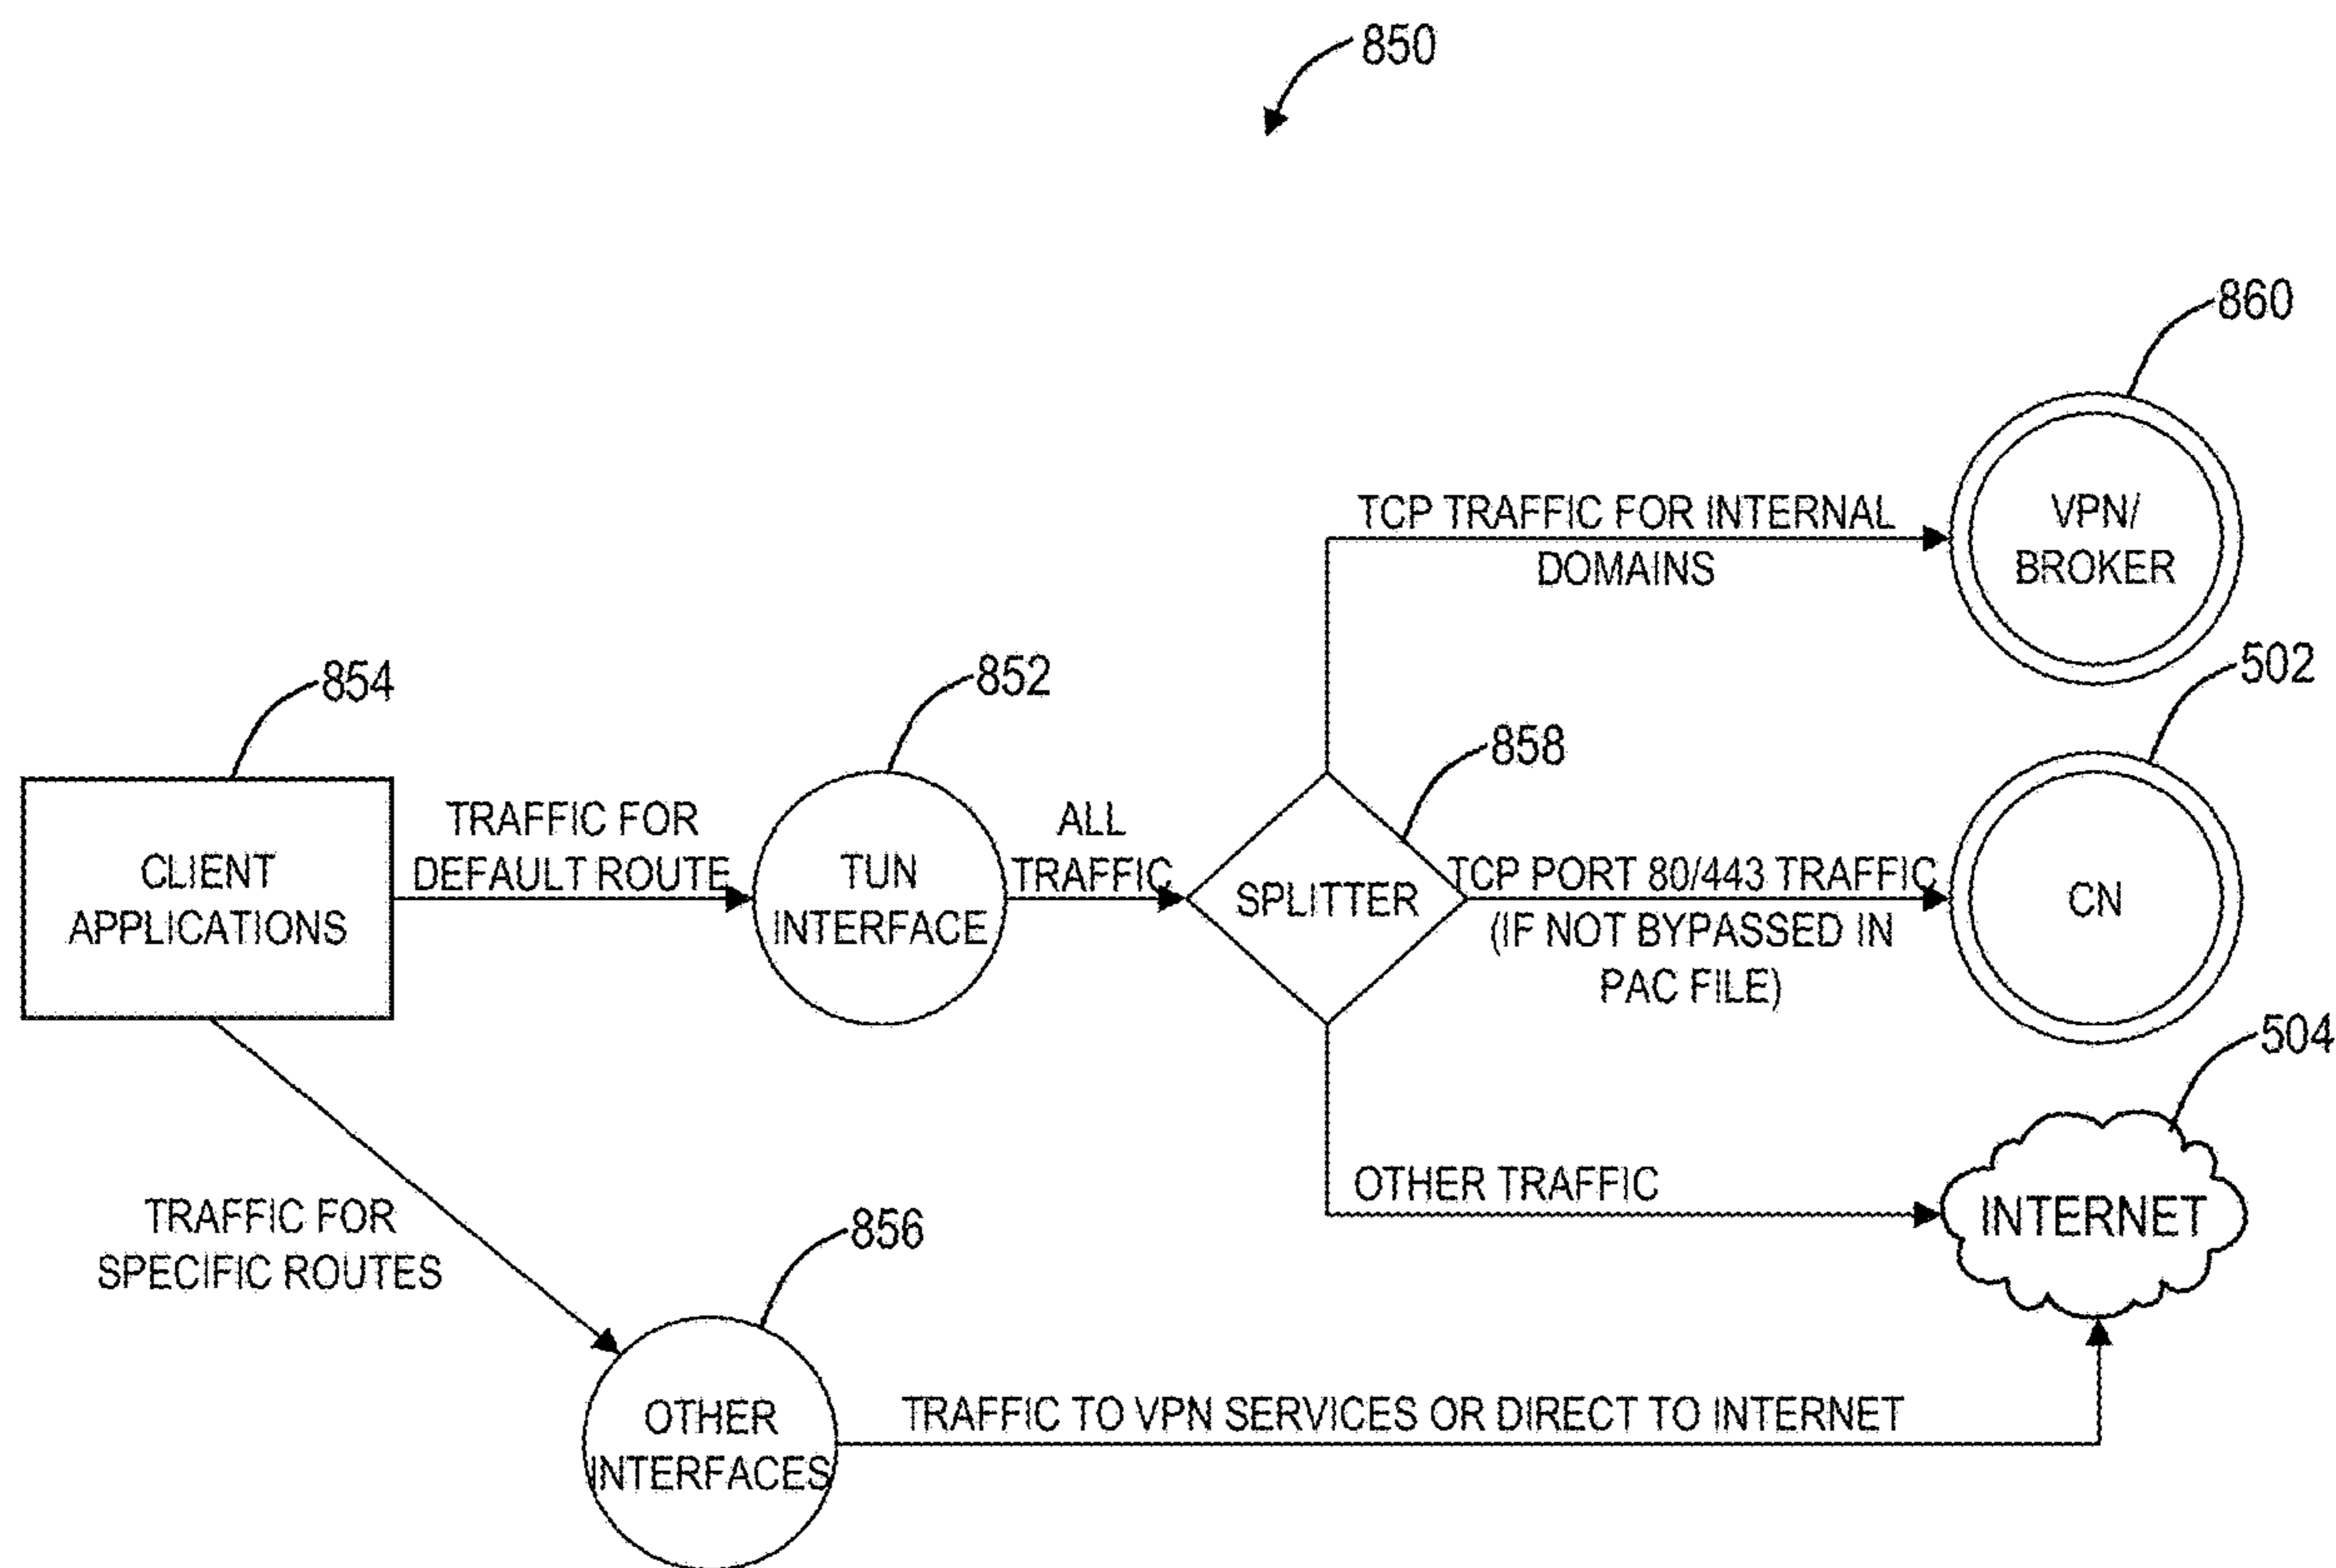 850
860
TCP TRAFFIC FOR INTERNAL
DOMAINS
VPN/
BROKER
854
852
858
502
CLIENT
APPLICATIONS
TRAFFIC FOR
DEFAULT ROUTE
TUN
INTERFACE
ALL
TRAFFIC
SPLITTER
TCP PORT 80/443 TRAFFIC
(IF NOT BYPASSED IN
PAC FILE)
CN
504
OTHER TRAFFIC
INTERNET
TRAFFIC FOR
SPECIFIC ROUTES
856
OTHER
INTERFACES
TRAFFIC TO VPN SERVICES OR DIRECT TO INTERNET